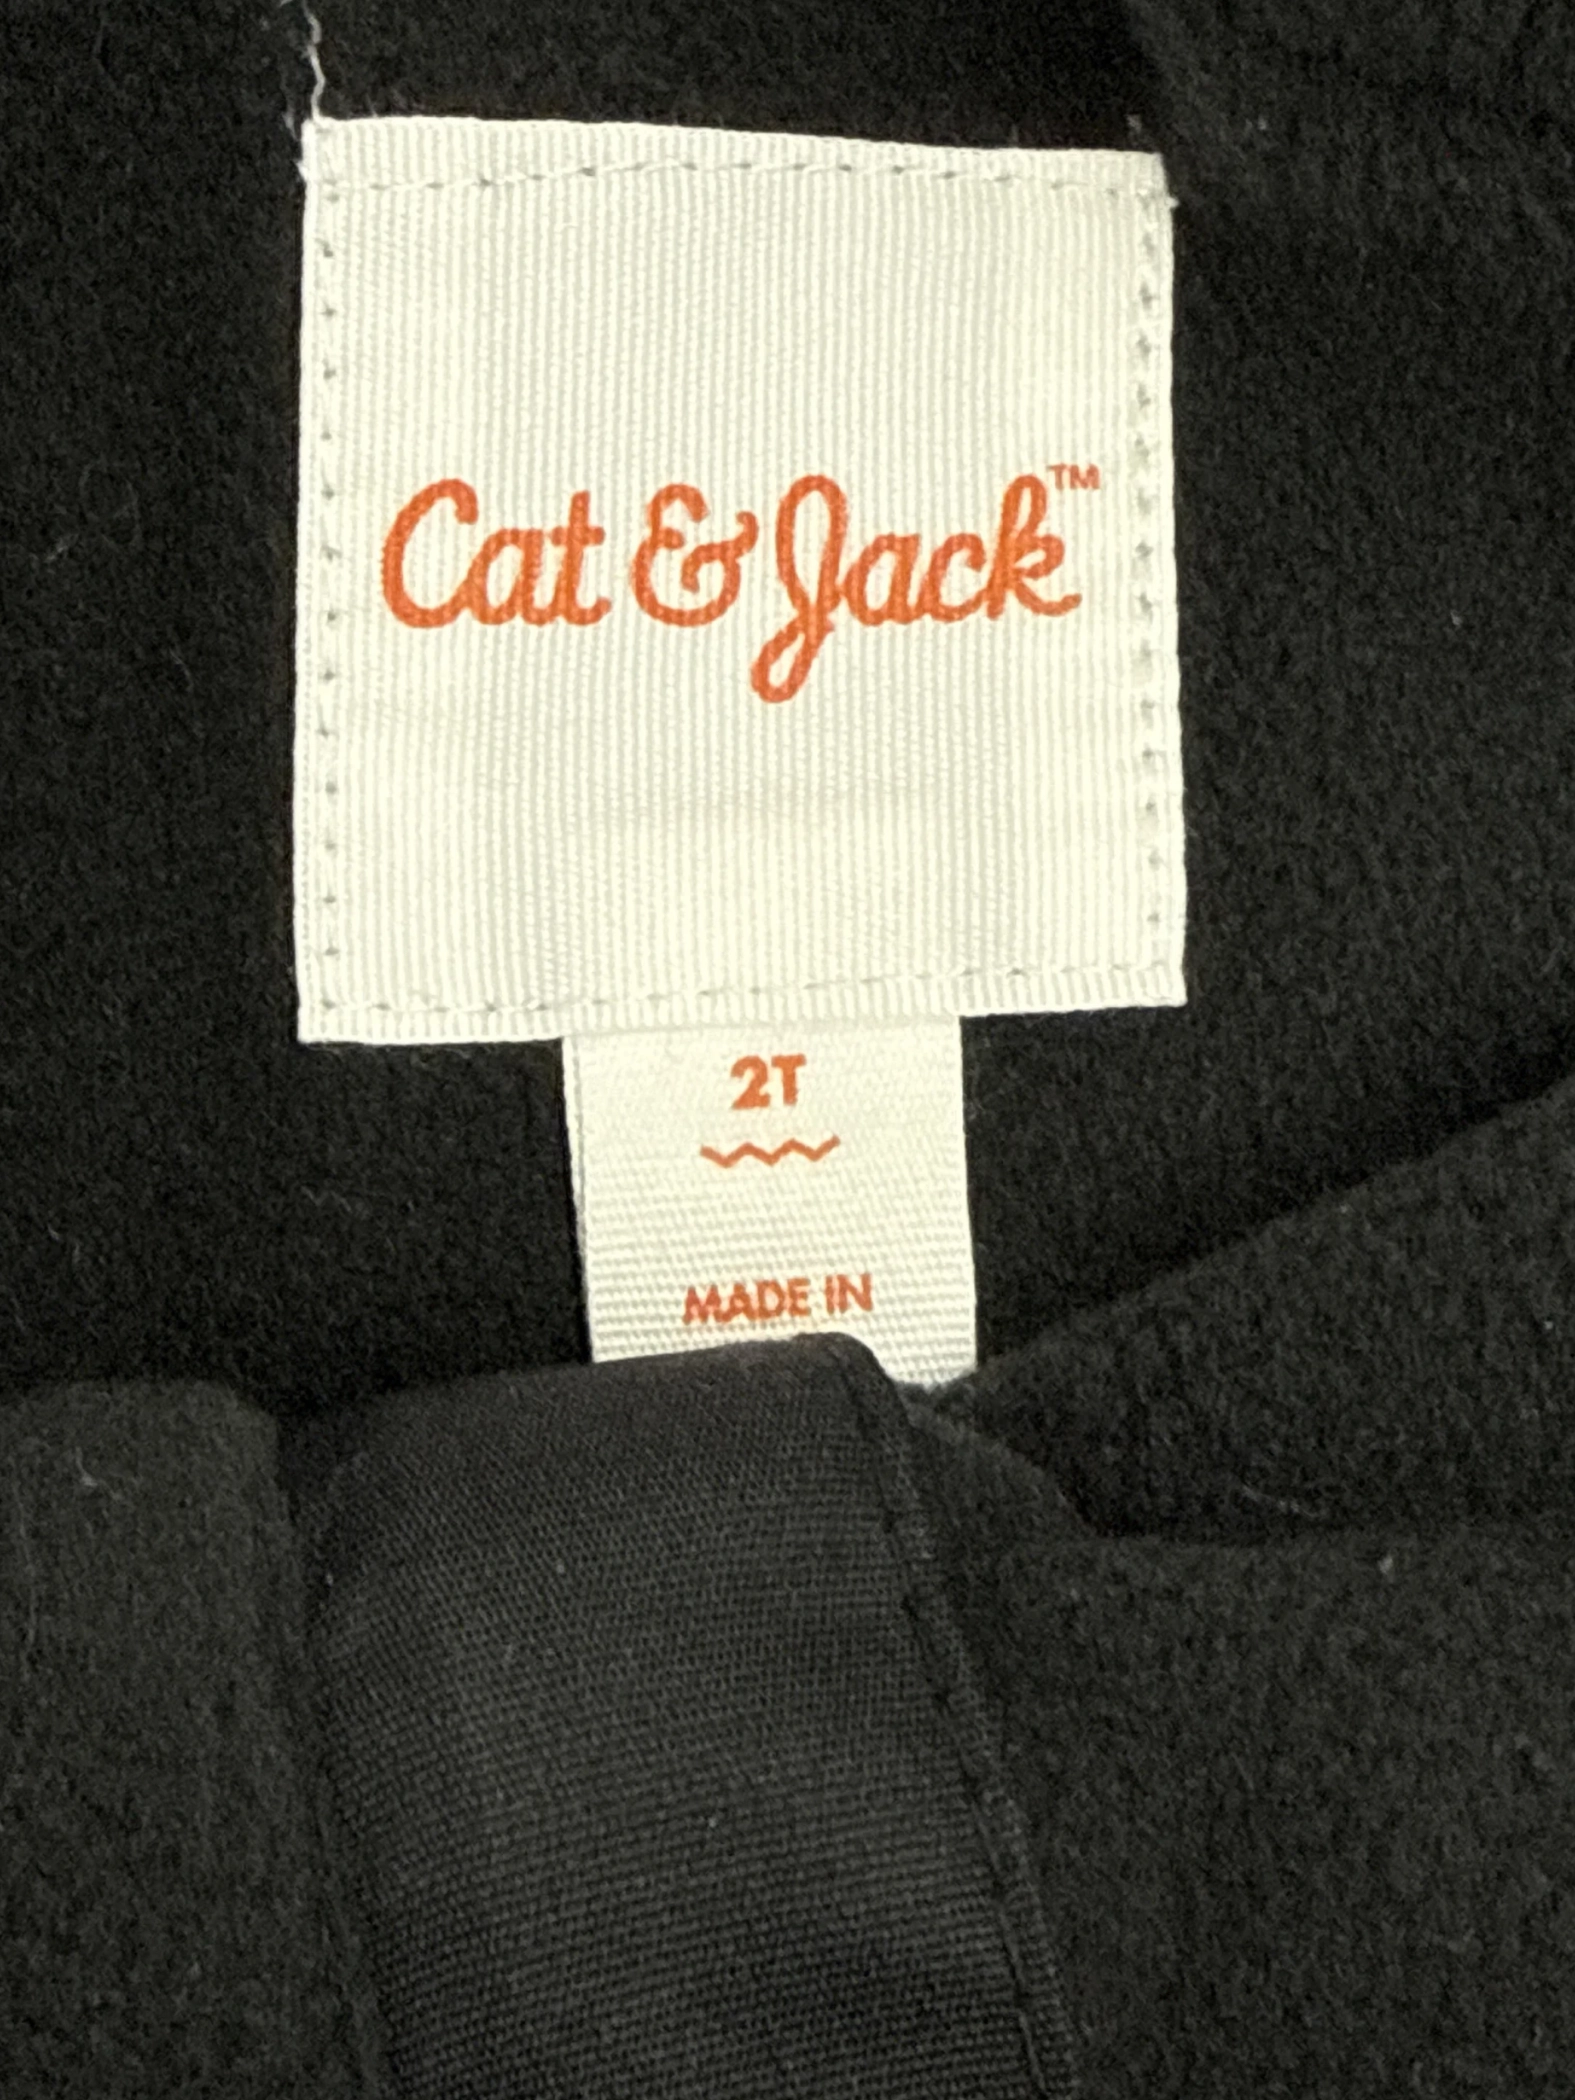 Cat & Jack™
2T
MADE IN